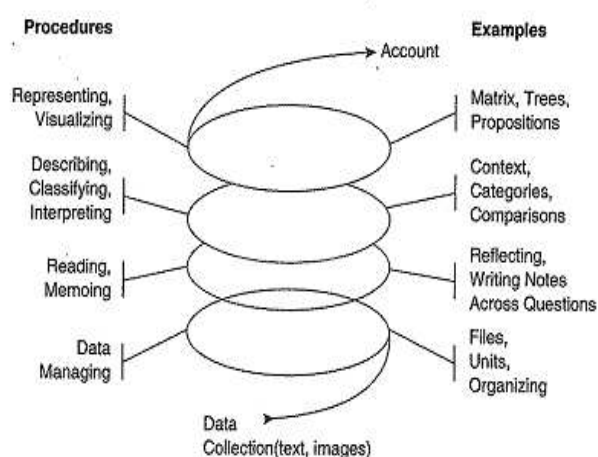 Procedures
Examples
Account
Representing,
Visualizing
Matrix, Trees,
Propositions
Describing,
Classifying,
Interpreting
Context,
Categories,
Comparisons
Reading,
Memoing
Reflecting,
Writing Notes
Across Questions
Data
Managing
Files,
Units,
Organizing
Data
Collection(text, images)